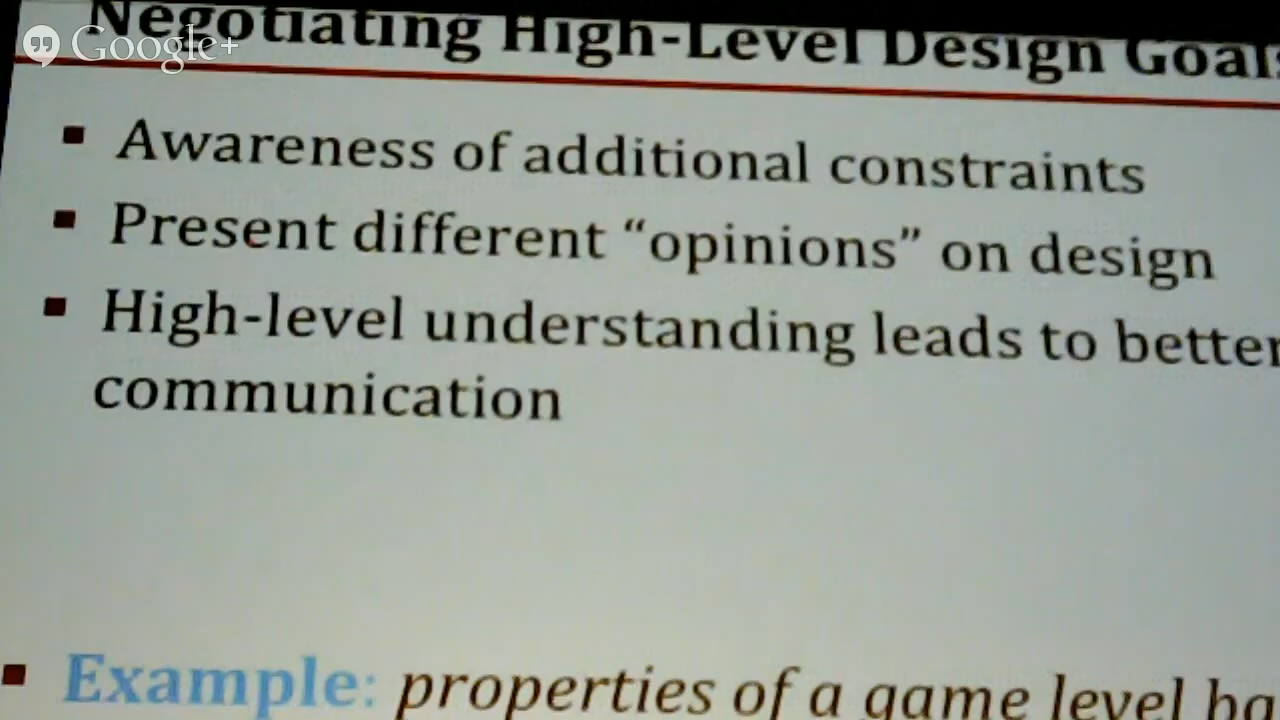 Google+
Negotiating High-Level Design Goals
▪ Awareness of additional constraints
▪ Present different “opinions” on design
▪ High-level understanding leads to better
communication
▪ Example: properties of a game level